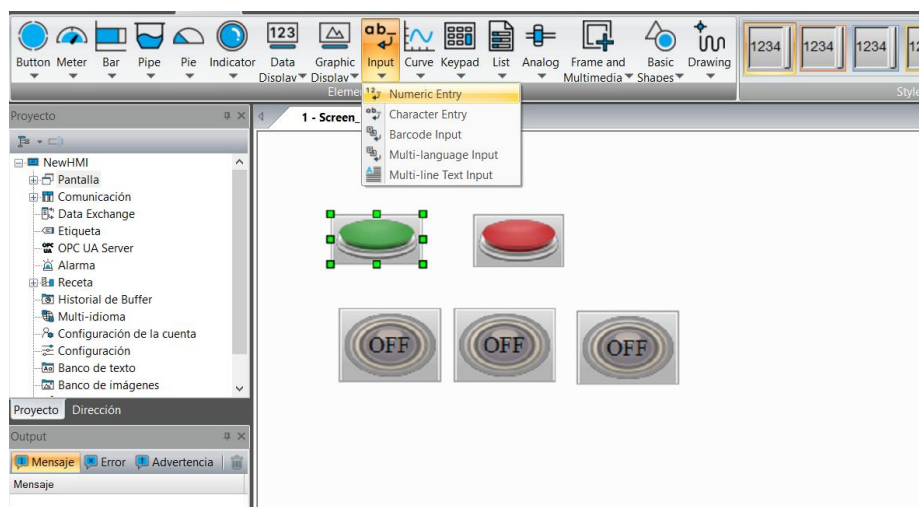 123
ab
Button Meter Bar Pipe Pie Indicator Data Display Graphic Display Input Curve Keypad List Analog Frame and Multimedia Basic Shapes Drawing
1234 1234 1234
Numeric Entry
Character Entry
Barcode Input
Multi-language Input
Multi-line Text Input
Proyecto
1 - Screen_
NewHMI
Pantalla
Comunicación
Data Exchange
Etiqueta
OPC UA Server
Alarma
Receta
Historial de Buffer
Multi-idioma
Configuración de la cuenta
Configuración
Banco de texto
Banco de imágenes
OFF OFF OFF
Proyecto Dirección
Output
Mensaje Error Advertencia
Mensaje